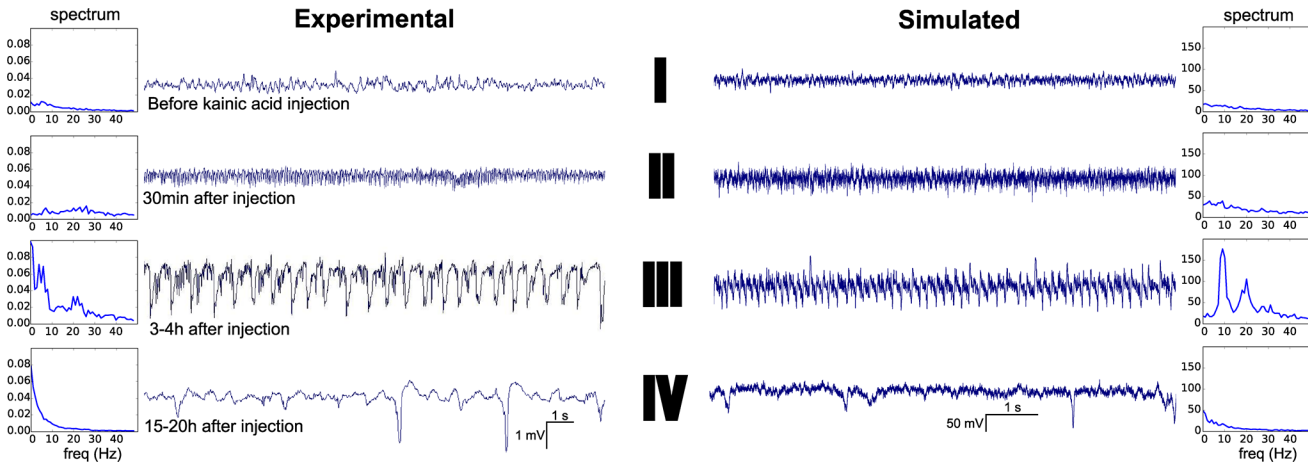 spectrum
Experimental
Simulated
spectrum
0.08
0.06
0.04
0.02
0.00
0 10 20 30 40
Before kainic acid injection
I
150
100
50
0
0 10 20 30 40
0.08
0.06
0.04
0.02
0.00
0 10 20 30 40
30min after injection
II
150
100
50
0
0 10 20 30 40
0.08
0.06
0.04
0.02
0.00
0 10 20 30 40
3-4h after injection
III
150
100
50
0
0 10 20 30 40
0.08
0.06
0.04
0.02
0.00
0 10 20 30 40
freq (Hz)
15-20h after injection
1 s
1 mV
IV
1 s
50 mV
150
100
50
0
0 10 20 30 40
freq (Hz)